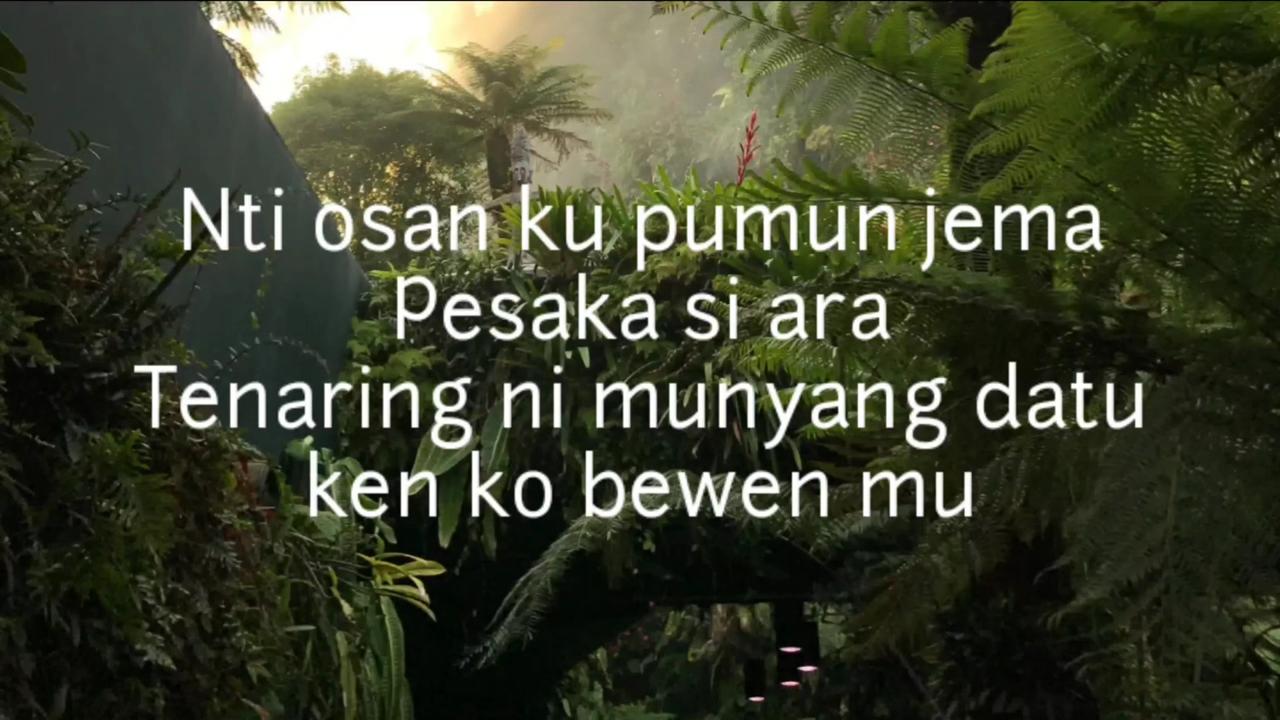 Nti osan ku pumun jema
Pesaka si ara
Tenaring ni munyang datu
ken ko bewen mu